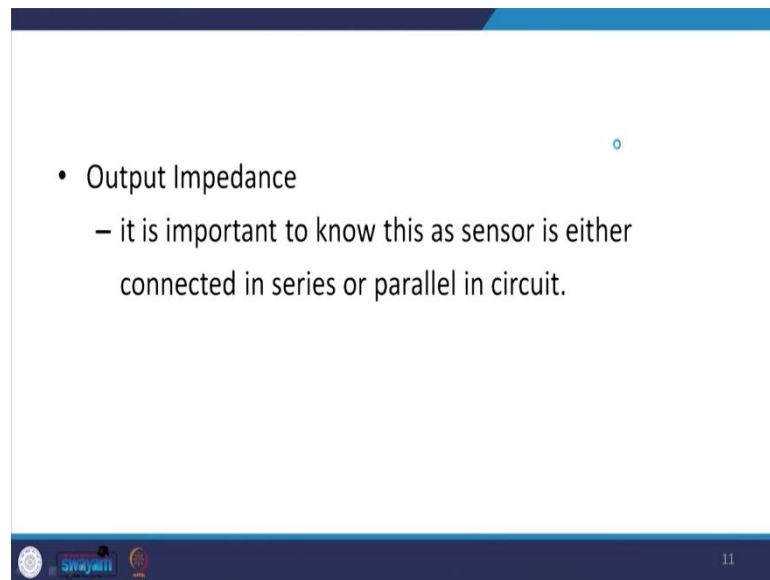 • Output Impedance
– it is important to know this as sensor is either
connected in series or parallel in circuit.
swayam
11